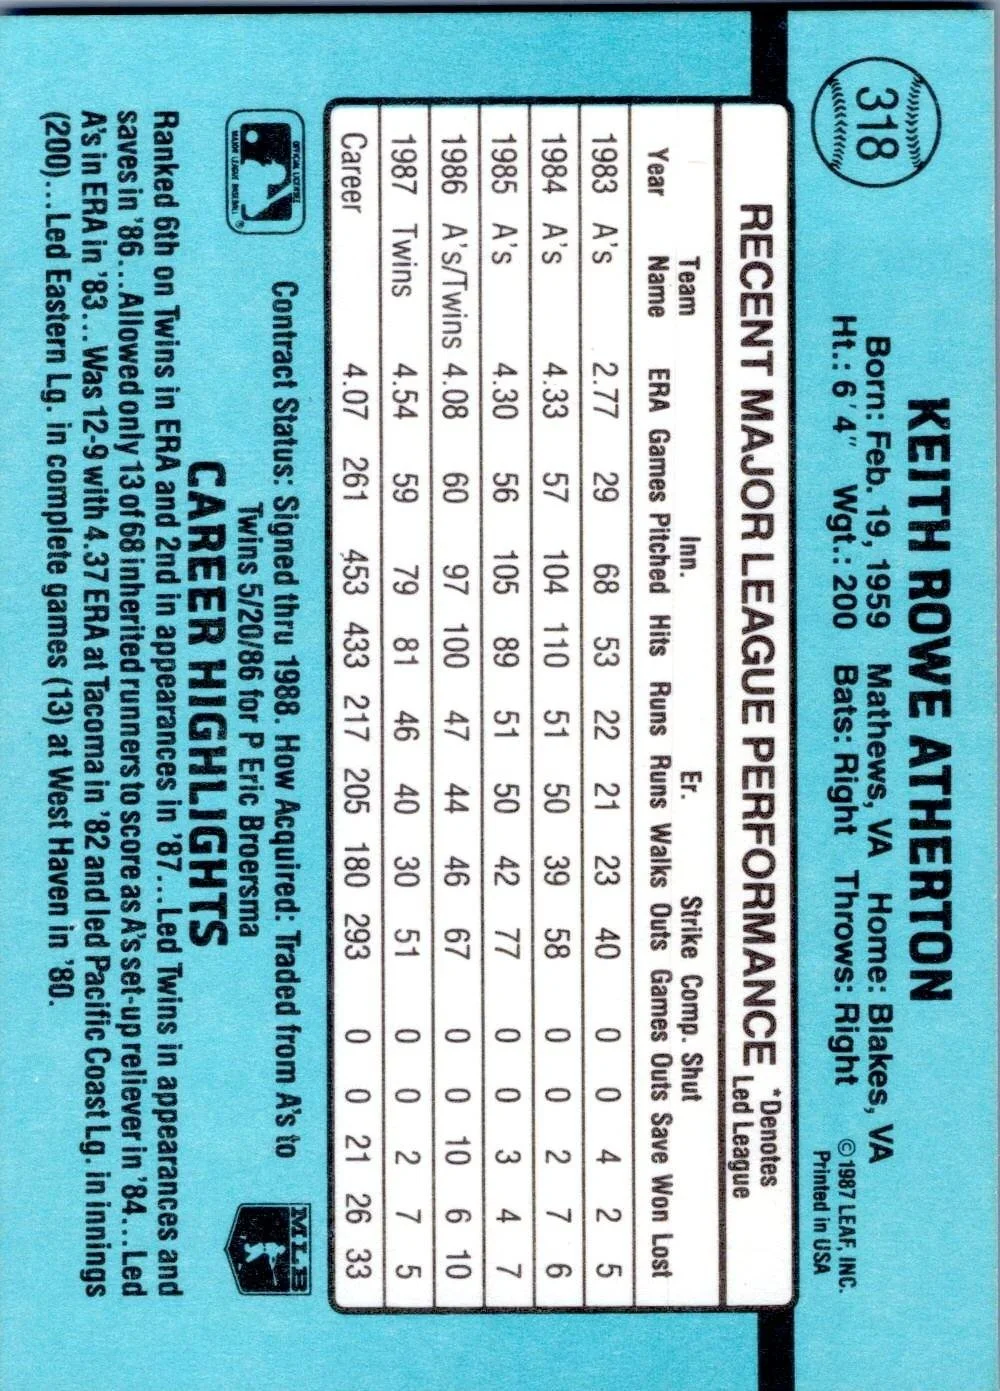 318
KEITH ROWE ATHERTON
Born: Feb. 19, 1959 Mathews, VA Home: Blakes, VA
Ht.: 6'4" Wgt.: 200 Bats: Right Throws: Right
©1987 LEAF, INC.
Printed in USA
RECENT MAJOR LEAGUE PERFORMANCE *Denotes
Led League
Team Inn. Er. Strike Comp. Shut
Year Name ERA Games Pitched Hits Runs Runs Walks Outs Games Outs Save Won Lost
1983 A's 2.77 29 68 53 22 21 23 40 0 0 4 2 5
1984 A's 4.33 57 104 110 51 50 39 58 0 0 2 7 6
1985 A's 4.30 56 105 89 51 50 42 77 0 0 3 4 7
1986 A's/Twins 4.08 60 97 100 47 44 46 67 0 0 10 6 10
1987 Twins 4.54 59 79 81 46 40 30 51 0 0 2 7 5
Career 4.07 261 453 433 217 205 180 293 0 0 21 26 33
OFFICIAL LICENSEE
MAJOR LEAGUE BASEBALL ®
Contract Status: Signed thru 1988. How Acquired: Traded from A's to
Twins 5/20/86 for P Eric Broersma
MLB
CAREER HIGHLIGHTS
Ranked 6th on Twins in ERA and 2nd in appearances in '87...Led Twins in appearances and
saves in '86...Allowed only 13 of 68 inherited runners to score as A's set-up reliever in '84...Led
A's in ERA in '83...Was 12-9 with 4.37 ERA at Tacoma in '82 and led Pacific Coast Lg. in innings
(200)...Led Eastern Lg. in complete games (13) at West Haven in '80.